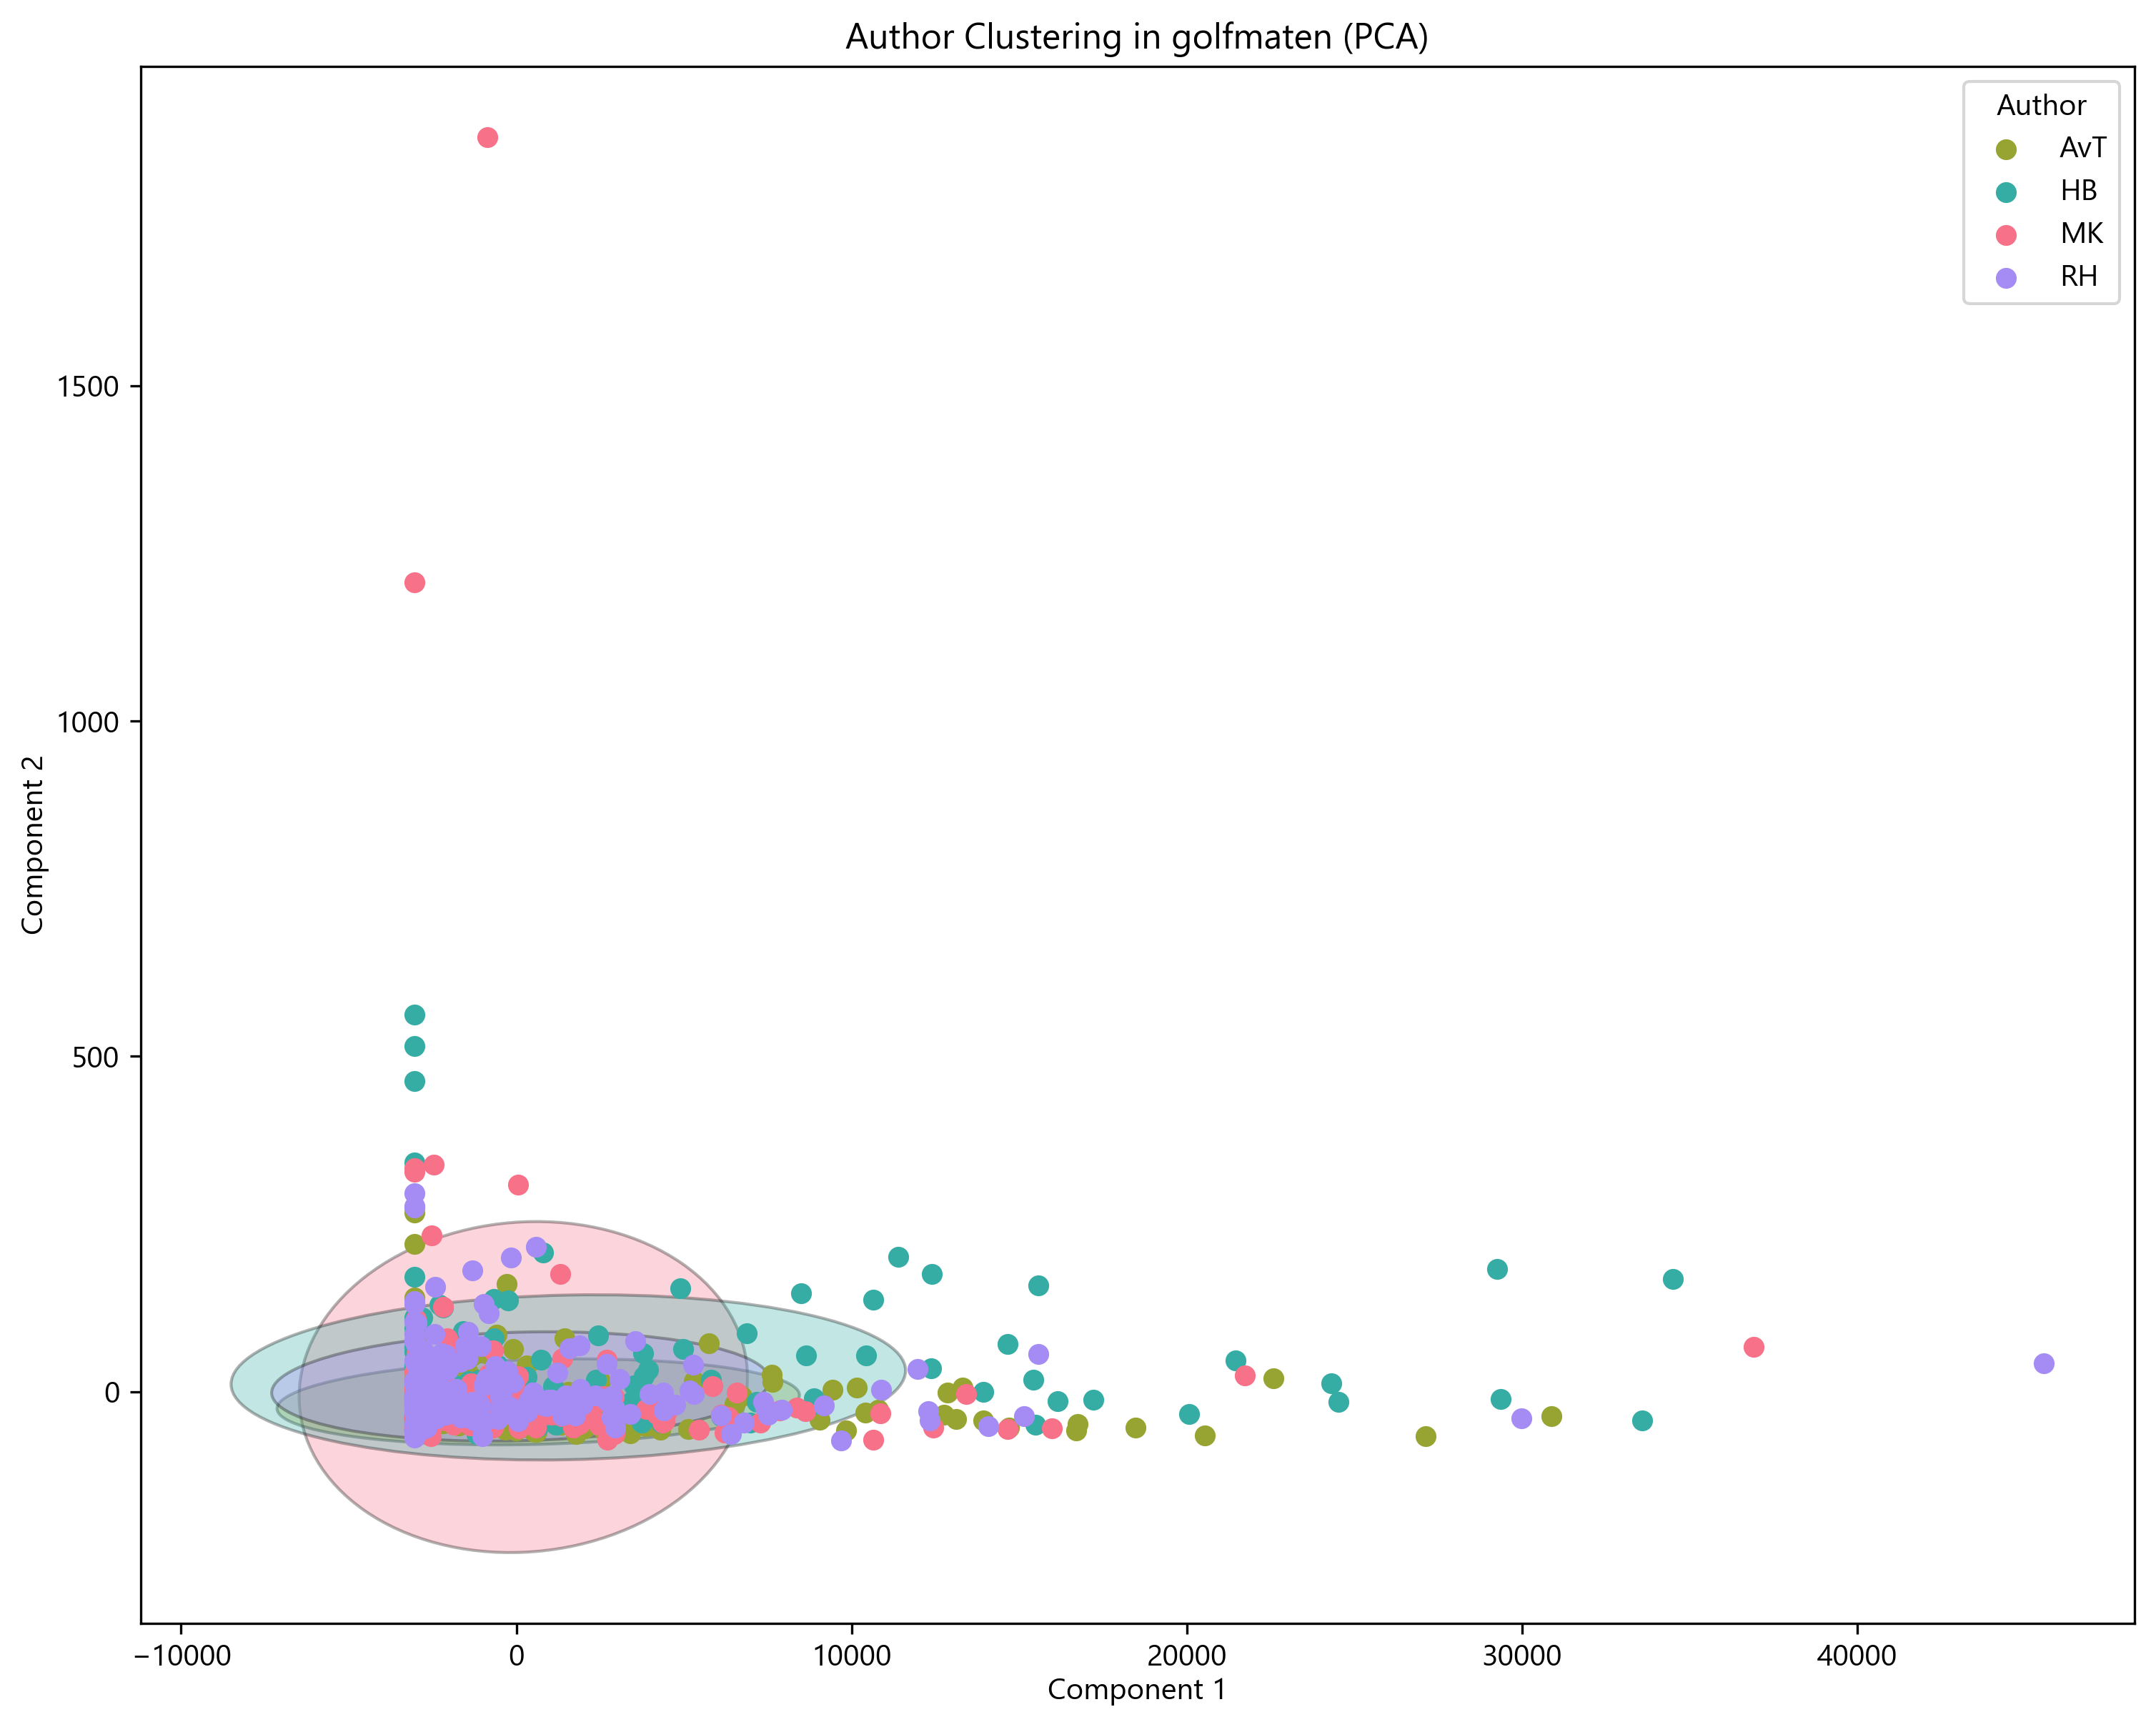 Author Clustering in golfmaten (PCA)
Author
AvT
HB
MK
RH
Component 2
1500
1000
500
0
−10000
0
10000
20000
30000
40000
Component 1